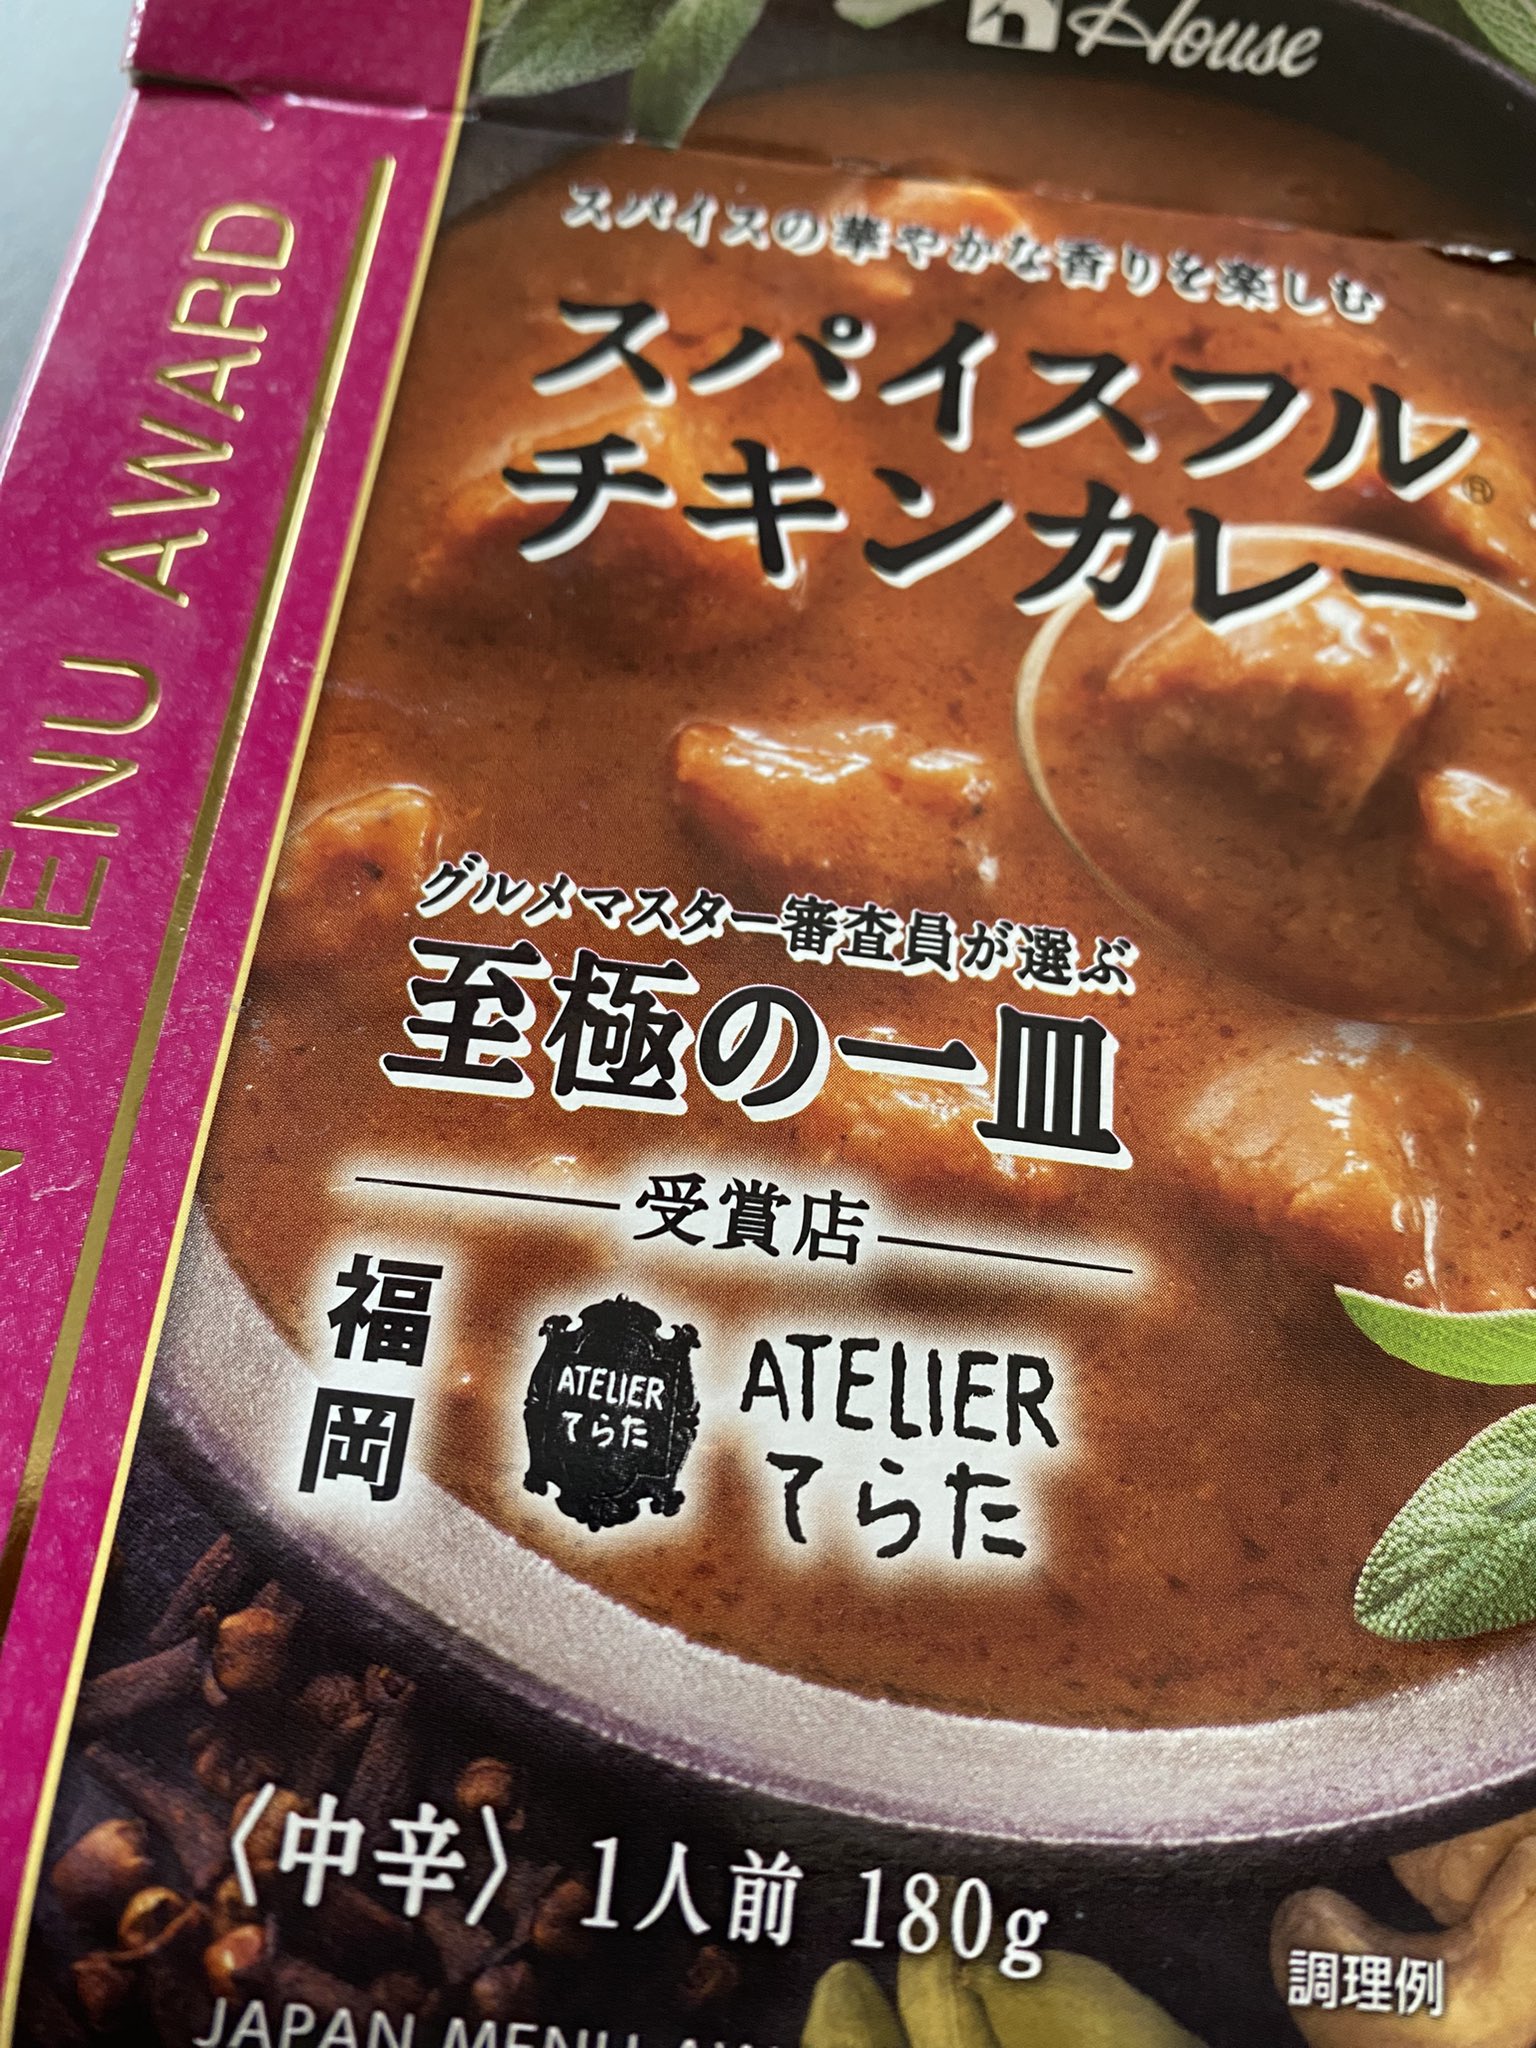 House
スパイスの華やかな香りを楽しむ
スパイスフル®
チキンカレー
グルメマスター審査員が選ぶ
至極の一皿
受賞店
福岡
ATELIER
てらた
ATELIER
てらた
〈中辛〉 1人前 180g
調理例
JAPAN MENU
MENU AWARD